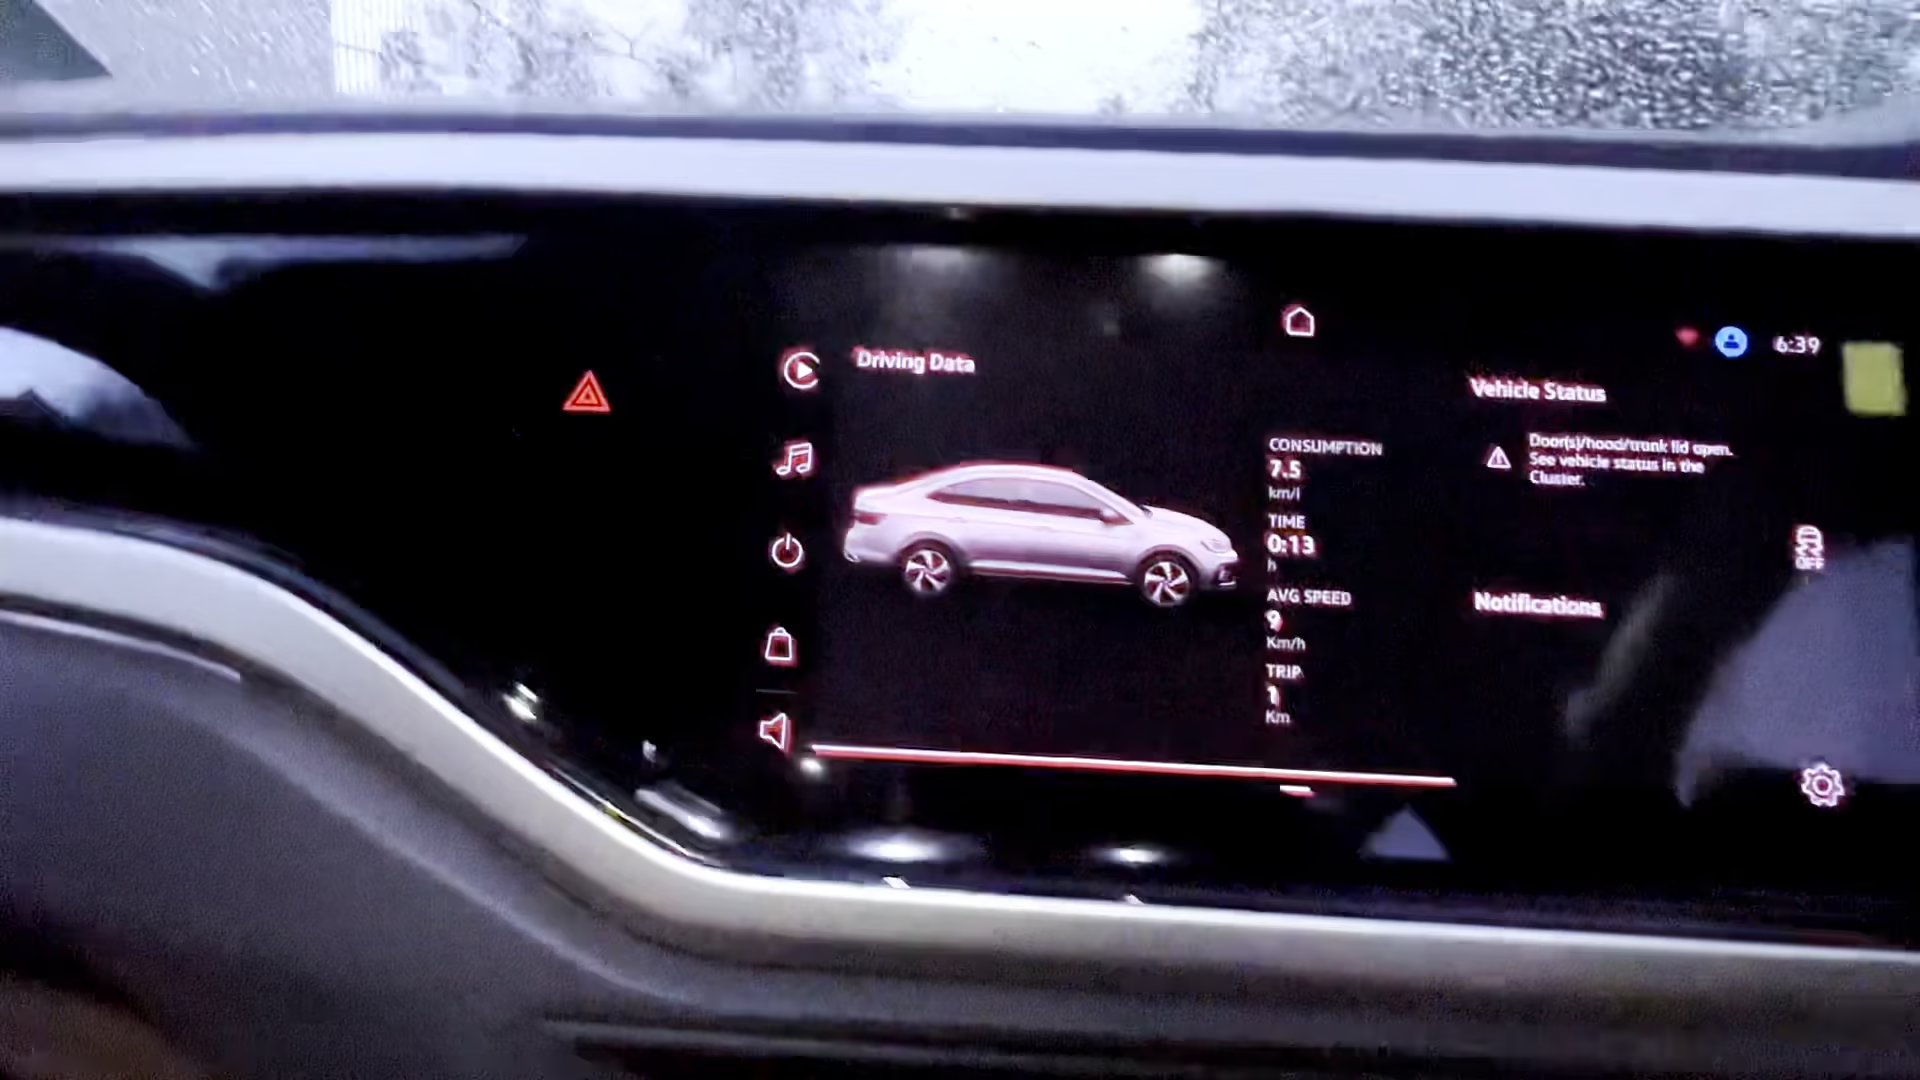 6:39
Driving Data
CONSUMPTION
7.5
km/l
TIME
0:13
h
AVG SPEED
9
Km/h
TRIP
1
Km
Vehicle Status
Door(s)/hood/trunk lid open.
See vehicle status in the
Cluster.
Notifications
OFF